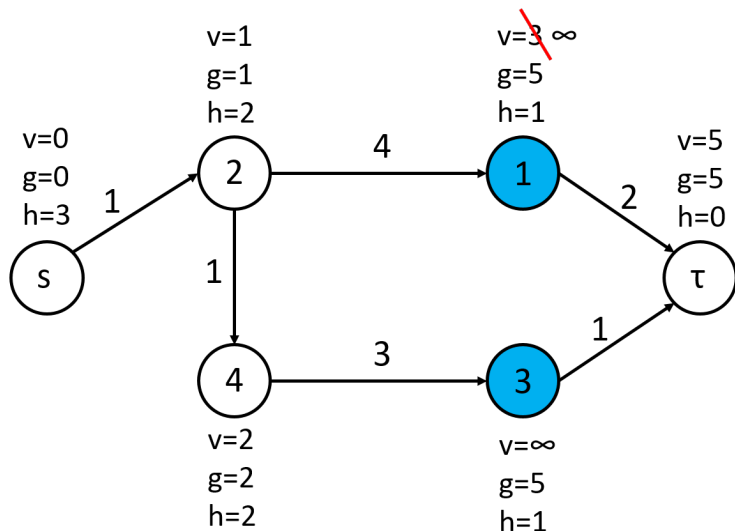 v=1
g=1
h=2
v=3 ∞
g=5
h=1
v=0
g=0
h=3
v=5
g=5
h=0
1
2
4
1
2
s
1
τ
1
4
3
3
1
v=2
g=2
h=2
v=∞
g=5
h=1